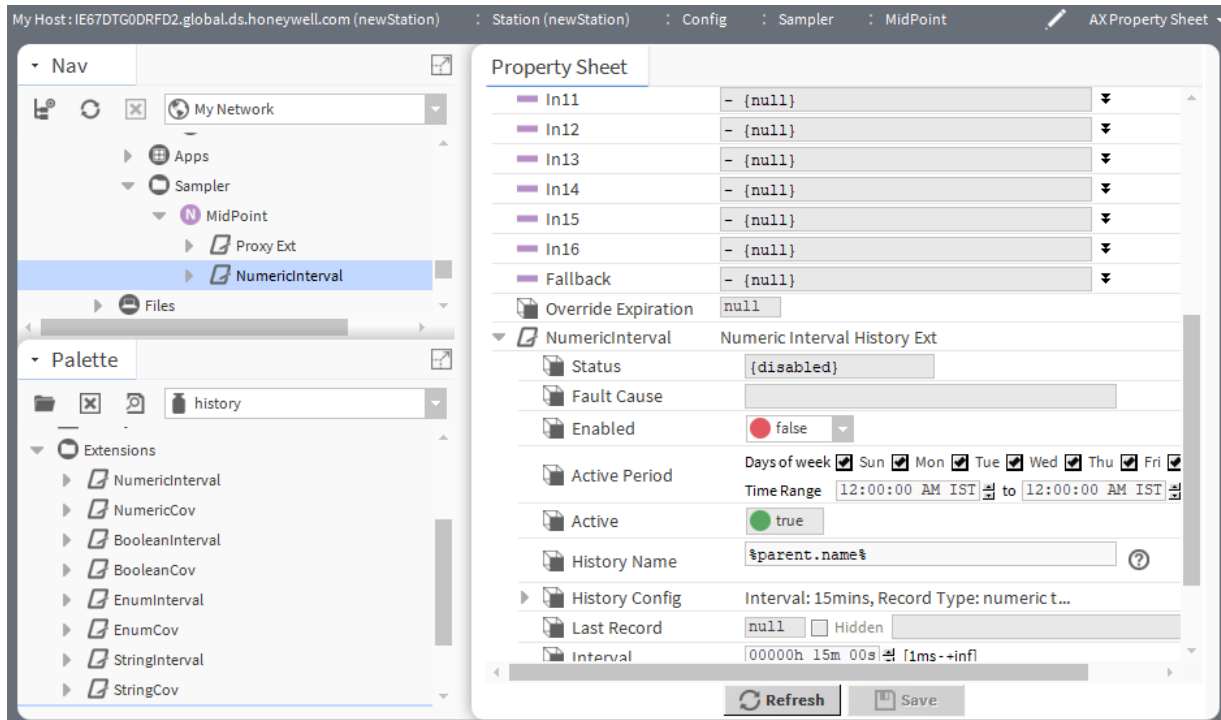 My Host : IE67DTG0DRFD2.global.ds.honeywell.com (newStation) : Station (newStation) : Config : Sampler : MidPoint AX Property Sheet
Nav
My Network
Apps
Sampler
N MidPoint
Proxy Ext
NumericInterval
Files
Palette
history
Extensions
NumericInterval
NumericCov
BooleanInterval
BooleanCov
EnumInterval
EnumCov
StringInterval
StringCov
Property Sheet
In11 - {null}
In12 - {null}
In13 - {null}
In14 - {null}
In15 - {null}
In16 - {null}
Fallback - {null}
Override Expiration null
NumericInterval Numeric Interval History Ext
Status {disabled}
Fault Cause
Enabled false
Active Period Days of week Sun Mon Tue Wed Thu Fri
Time Range 12:00:00 AM IST to 12:00:00 AM IST
Active true
History Name %parent.name% ?
History Config Interval: 15mins, Record Type: numeric t...
Last Record null Hidden
Interval 00000h 15m 00s [1ms-+inf]
Refresh Save